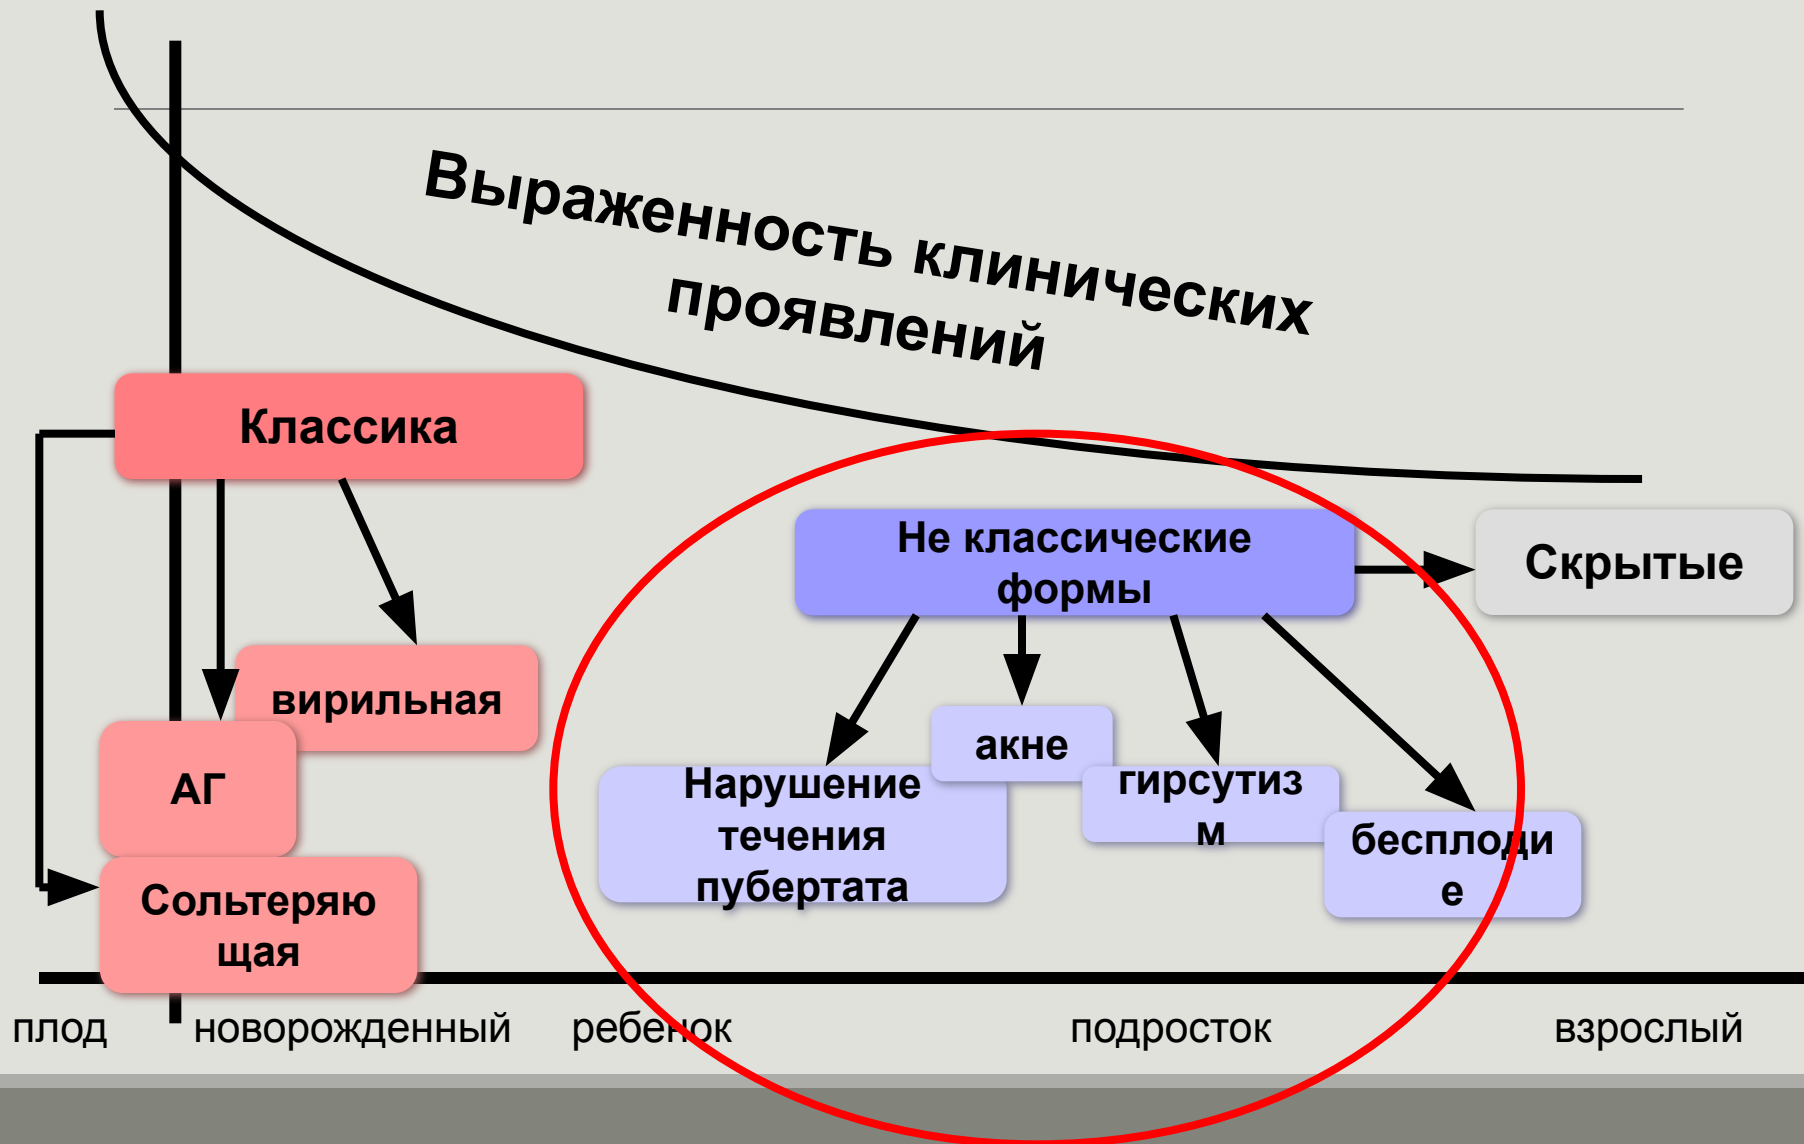 Выраженность клинических
проявлений
Классика
Не классические
формы
Скрытые
вирильная
АГ
акне
Нарушение
течения
пубертата
гирсутиз
м
бесплоди
е
Сольтеряю
щая
плод
новорожденный
ребенок
подросток
взрослый